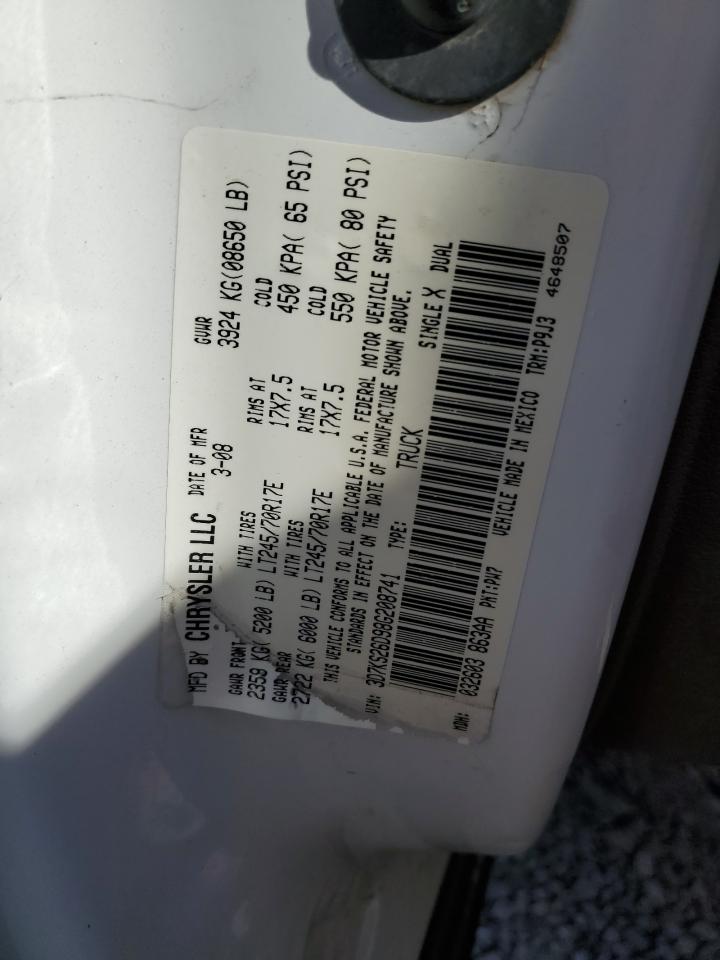 MFD BY CHRYSLER LLC DATE OF MFR GVWR
3-08 3924 KG(08650 LB)
GAWR FRONT WITH TIRES RIMS AT COLD
2359 KG( 5200 LB) LT245/70R17E 17X7.5 450 KPA( 65 PSI)
GAWR REAR WITH TIRES RIMS AT COLD
2722 KG( 6000 LB) LT245/70R17E 17X7.5 550 KPA( 80 PSI)
THIS VEHICLE CONFORMS TO ALL APPLICABLE U.S.A. FEDERAL MOTOR VEHICLE SAFETY
STANDARDS IN EFFECT ON THE DATE OF MANUFACTURE SHOWN ABOVE.
VIN: 3D7KS26D98G208741 TYPE: TRUCK SINGLE X DUAL
MDH: 032603 863AA PNT:PW7 VEHICLE MADE IN MEXICO TRM:P9J3
4648507